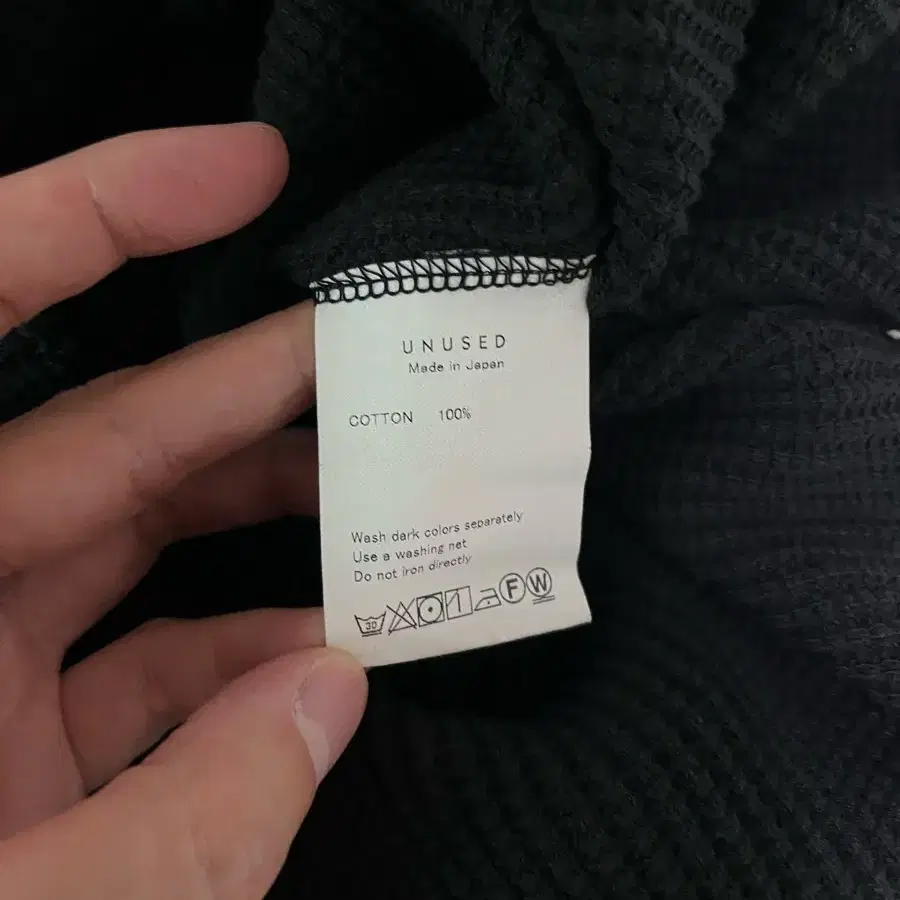 UNUSED
Made in Japan
COTTON 100%
Wash dark colors separately
Use a washing net
Do not iron directly
30 F W